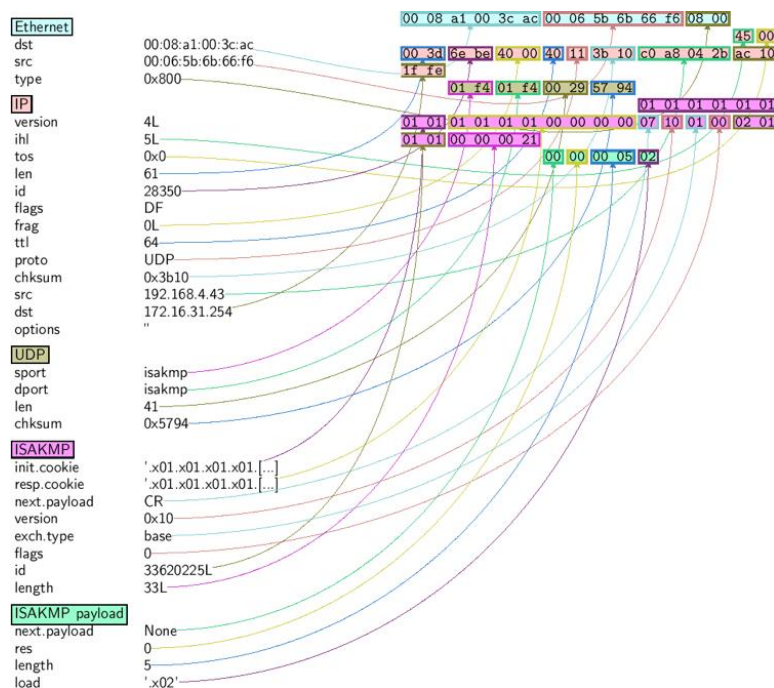 Ethernet
dst 00:08:a1:00:3c:ac
src 00:06:5b:6b:66:f6
type 0x800
IP
version 4L
ihl 5L
tos 0x0
len 61
id 28350
flags DF
frag 0L
ttl 64
proto UDP
chksum 0x3b10
src 192.168.4.43
dst 172.16.31.254
options ''
UDP
sport isakmp
dport isakmp
len 41
chksum 0x5794
ISAKMP
init.cookie '.x01.x01.x01.x01.[...]
resp.cookie '.x01.x01.x01.x01.[...]
next.payload CR
version 0x10
exch.type base
flags 0
id 33620225L
length 33L
ISAKMP payload
next.payload None
res 0
length 5
load '.x02'
00 08 a1 00 3c ac 00 06 5b 6b 66 f6 08 00
45 00
00 3d 6e be 40 00 40 11 3b 10 c0 a8 04 2b ac 10
1f fe
01 f4 01 f4 00 29 57 94
01 01 01 01 01 01
01 01 01 01 01 01 00 00 00 00 07 10 01 00 02 01
01 01 00 00 00 21
00 00 00 05 02